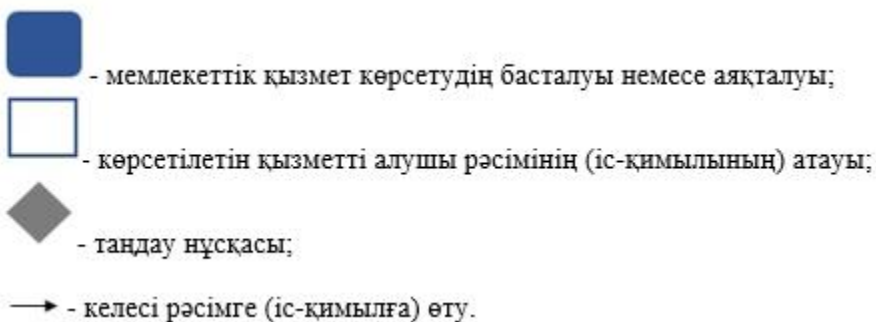 - мемлекеттік қызмет көрсетудің басталуы немесе аяқталуы;
- көрсетілетін қызметті алушы рәсімінің (іс-қимылының) атауы;
- таңдау нұсқасы;
- келесі рәсімге (іс-қимылға) өту.